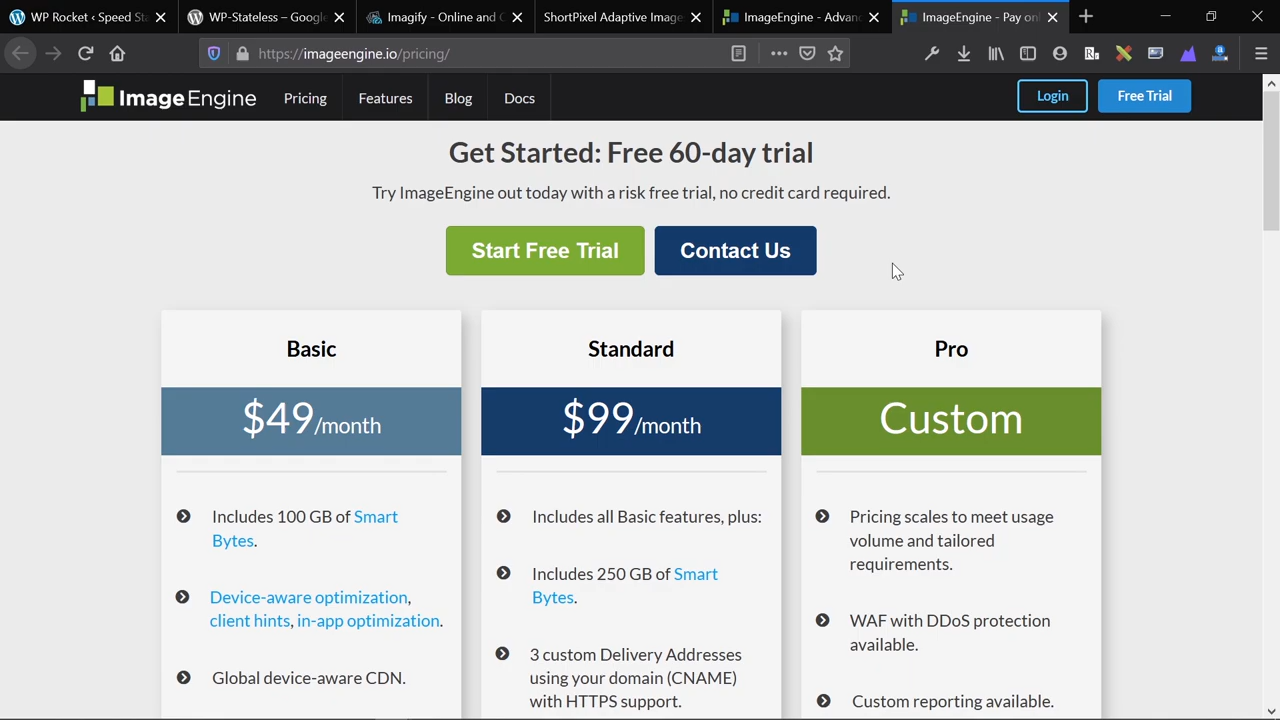 WP Rocket ‹ Speed St
WP-Stateless – Google
Imagify - Online and C
ShortPixel Adaptive Image
ImageEngine - Advanc
ImageEngine - Pay onl
https://imageengine.io/pricing/
ImageEngine
Pricing
Features
Blog
Docs
Login
Free Trial
Get Started: Free 60-day trial
Try ImageEngine out today with a risk free trial, no credit card required.
Start Free Trial
Contact Us
Basic
$49/month
Includes 100 GB of Smart
Bytes.
Device-aware optimization,
client hints, in-app optimization.
Global device-aware CDN.
Standard
$99/month
Includes all Basic features, plus:
Includes 250 GB of Smart
Bytes.
3 custom Delivery Addresses
using your domain (CNAME)
with HTTPS support.
Pro
Custom
Pricing scales to meet usage
volume and tailored
requirements.
WAF with DDoS protection
available.
Custom reporting available.